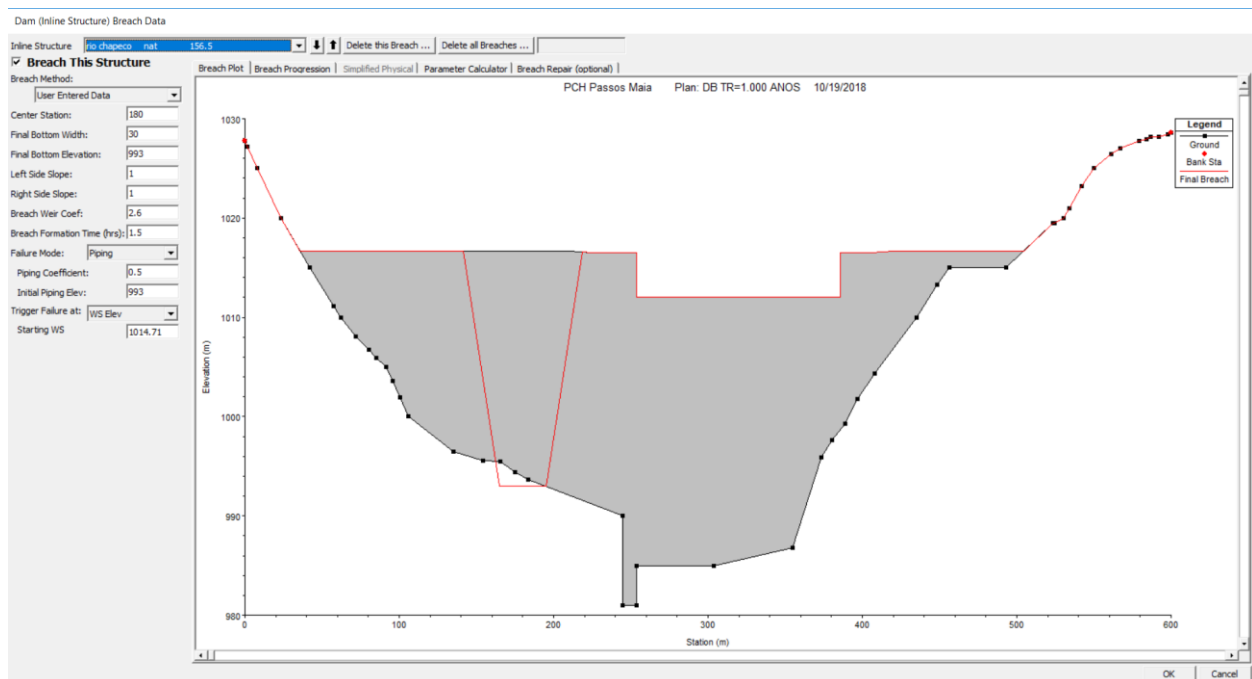 Dam (Inline Structure) Breach Data
Inline Structure rio chapeco nat 156.5 Delete this Breach ... Delete all Breaches ...
Breach This Structure
Breach Method:
User Entered Data
Center Station: 180
Final Bottom Width: 30
Final Bottom Elevation: 993
Left Side Slope: 1
Right Side Slope: 1
Breach Weir Coef: 2.6
Breach Formation Time (hrs): 1.5
Failure Mode: Piping
Piping Coefficient: 0.5
Initial Piping Elev: 993
Trigger Failure at: WS Elev
Starting WS 1014.71
Breach Plot Breach Progression Simplified Physical Parameter Calculator Breach Repair (optional)
PCH Passos Maia Plan: DB TR=1.000 ANOS 10/19/2018
1030
1020
1010
1000
990
980
Elevation (m)
0 100 200 300 400 500 600
Station (m)
Legend
Ground
Bank Sta
Final Breach
OK Cancel